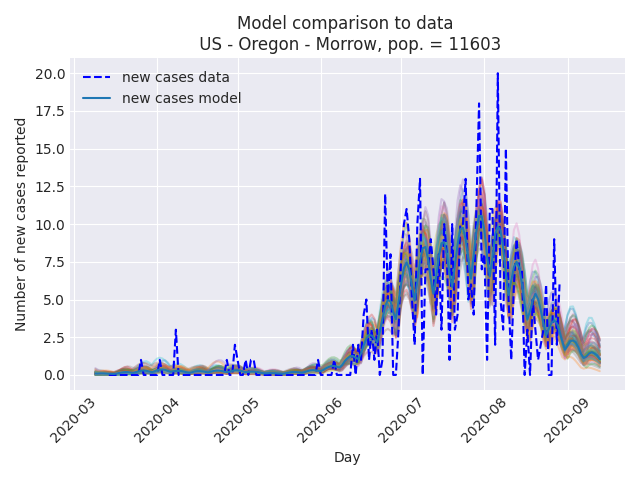 Model comparison to data
US - Oregon - Morrow, pop. = 11603
new cases data
new cases model
Number of new cases reported
20.0
17.5
15.0
12.5
10.0
7.5
5.0
2.5
0.0
2020-03
2020-04
2020-05
2020-06
2020-07
2020-08
2020-09
Day